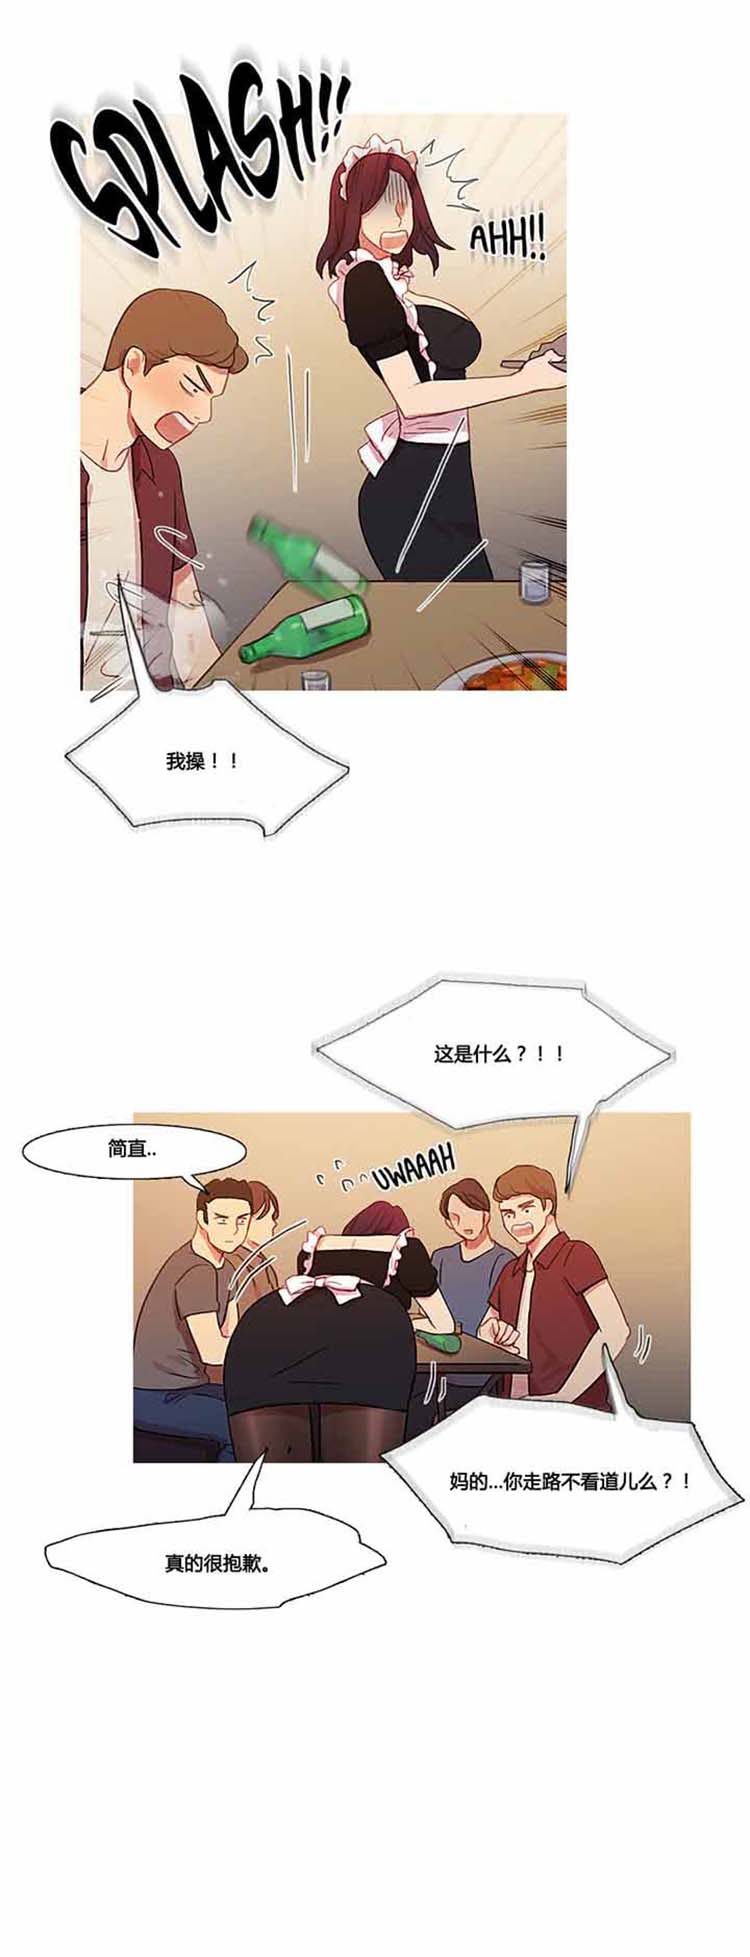 SPLASH!!
AHH!!
我操！！
这是什么？！！
简直..
UWAAAH
妈的...你走路不看道儿么？！
真的很抱歉。